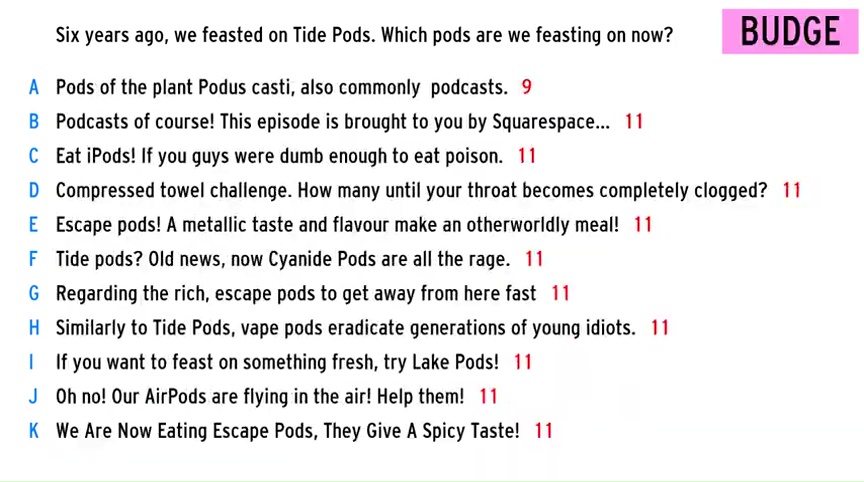 Six years ago, we feasted on Tide Pods. Which pods are we feasting on now?
BUDGE
A Pods of the plant Podus casti, also commonly podcasts. 9
B Podcasts of course! This episode is brought to you by Squarespace... 11
C Eat iPods! If you guys were dumb enough to eat poison. 11
D Compressed towel challenge. How many until your throat becomes completely clogged? 11
E Escape pods! A metallic taste and flavour make an otherworldly meal! 11
F Tide pods? Old news, now Cyanide Pods are all the rage. 11
G Regarding the rich, escape pods to get away from here fast 11
H Similarly to Tide Pods, vape pods eradicate generations of young idiots. 11
I If you want to feast on something fresh, try Lake Pods! 11
J Oh no! Our AirPods are flying in the air! Help them! 11
K We Are Now Eating Escape Pods, They Give A Spicy Taste! 11